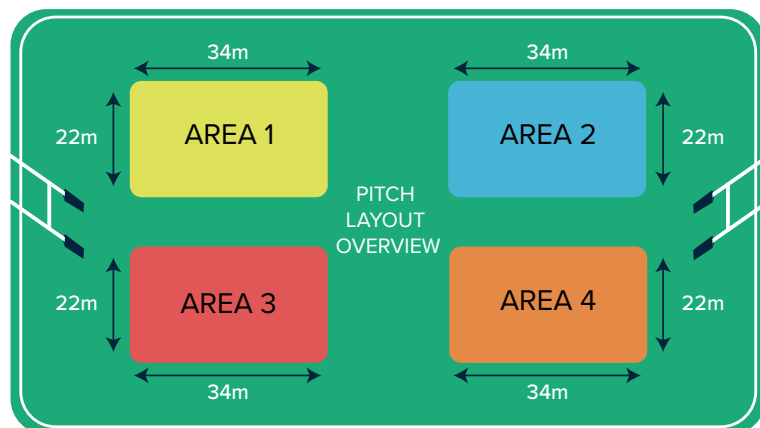 34m
34m
22m
AREA 1
AREA 2
22m
PITCH
LAYOUT
OVERVIEW
22m
AREA 3
AREA 4
22m
34m
34m